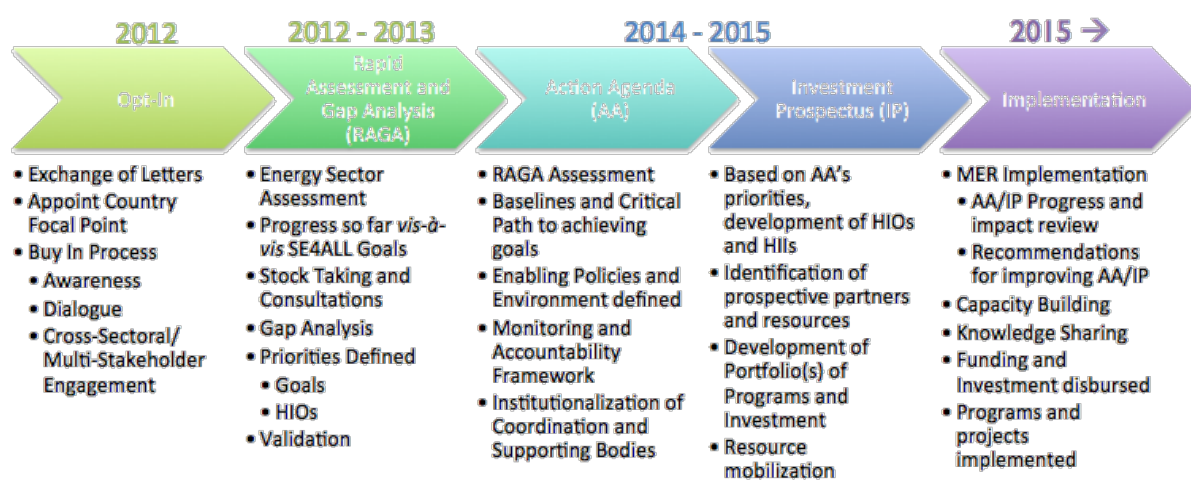 2012
2012 - 2013
2014 - 2015
2015 →
Opt-In
Rapid
Assessment and
Gap Analysis
(RAGA)
Action Agenda
(AA)
Investment
Prospectus (IP)
Implementation
• Exchange of Letters
• Appoint Country
Focal Point
• Buy In Process
• Awareness
• Dialogue
• Cross-Sectoral/
Multi-Stakeholder
Engagement
• Energy Sector
Assessment
• Progress so far vis-à-
vis SE4ALL Goals
• Stock Taking and
Consultations
• Gap Analysis
• Priorities Defined
• Goals
• HIOs
• Validation
• RAGA Assessment
• Baselines and Critical
Path to achieving
goals
• Enabling Policies and
Environment defined
• Monitoring and
Accountability
Framework
• Institutionalization of
Coordination and
Supporting Bodies
• Based on AA's
priorities,
development of HIOs
and HIIs
• Identification of
prospective partners
and resources
• Development of
Portfolio(s) of
Programs and
Investment
• Resource
mobilization
• MER Implementation
• AA/IP Progress and
impact review
• Recommendations
for improving AA/IP
• Capacity Building
• Knowledge Sharing
• Funding and
Investment disbursed
• Programs and
projects
implemented